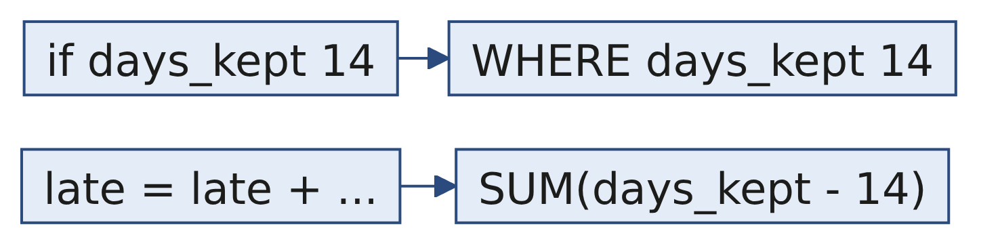 if days_kept 14
WHERE days_kept 14
late = late + ...
SUM(days_kept - 14)